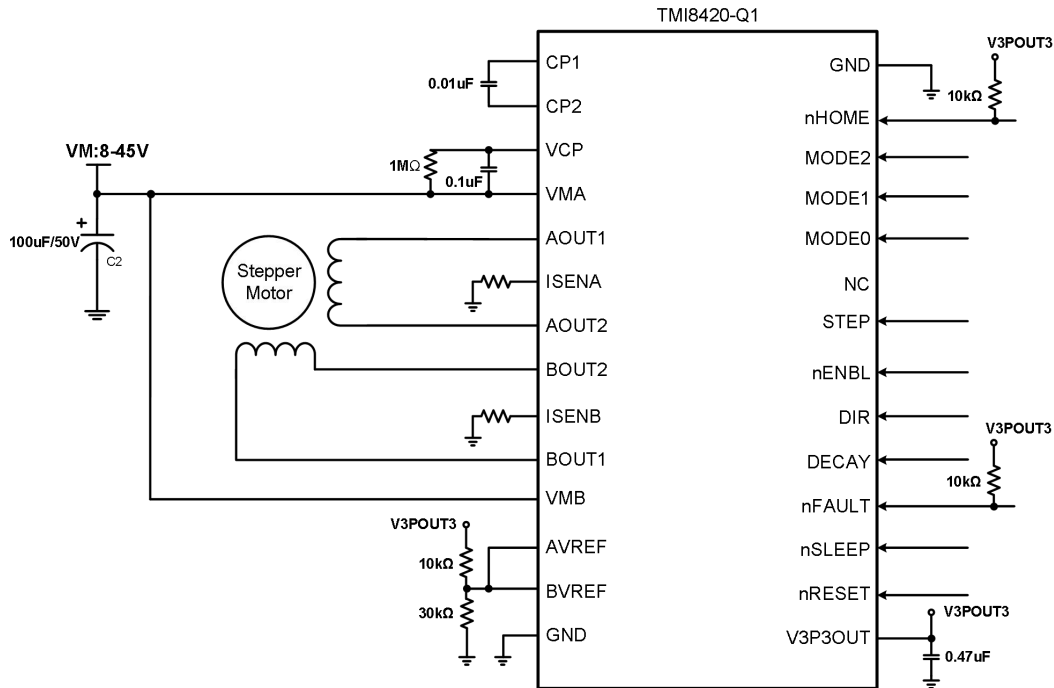 TMI8420-Q1
CP1
0.01uF
CP2
VCP
1MΩ
0.1uF
VM:8-45V
VMA
+
100uF/50V
C2
AOUT1
Stepper
Motor
ISENA
AOUT2
BOUT2
ISENB
BOUT1
VMB
V3POUT3
AVREF
10kΩ
BVREF
30kΩ
GND
GND
V3POUT3
10kΩ
nHOME
MODE2
MODE1
MODE0
NC
STEP
nENBL
DIR
V3POUT3
DECAY
10kΩ
nFAULT
nSLEEP
nRESET
V3POUT3
V3P3OUT
0.47uF